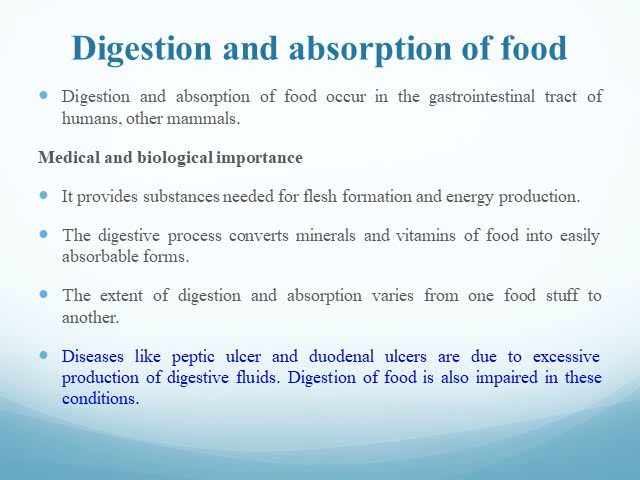 Digestion and absorption of food
Digestion and absorption of food occur in the gastrointestinal tract of
humans, other mammals.
Medical and biological importance
It provides substances needed for flesh formation and energy production.
The digestive process converts minerals and vitamins of food into easily
absorbable forms.
The extent of digestion and absorption varies from one food stuff to
another.
Diseases like peptic ulcer and duodenal ulcers are due to excessive
production of digestive fluids. Digestion of food is also impaired in these
conditions.